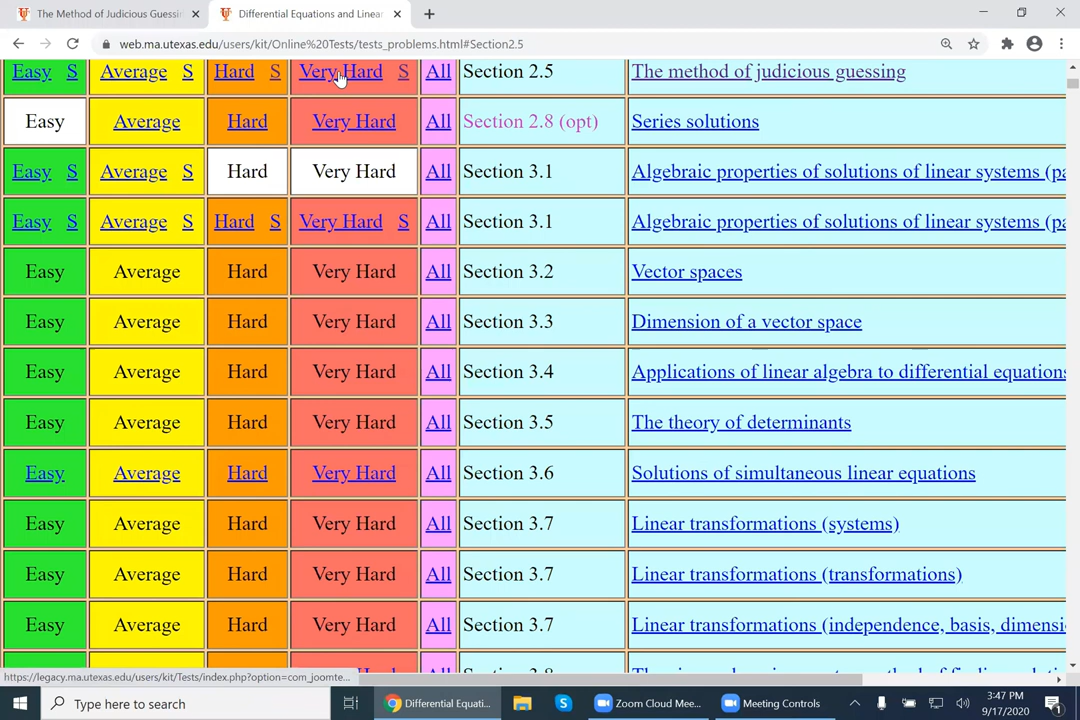 The Method of Judicious Guessin
Differential Equations and Linea
web.ma.utexas.edu/users/kit/Online%20Tests/tests_problems.html#Section2.5
Easy S Average S Hard S Very Hard S All Section 2.5 The method of judicious guessing
Easy Average Hard Very Hard All Section 2.8 (opt) Series solutions
Easy S Average S Hard Very Hard All Section 3.1 Algebraic properties of solutions of linear systems (pa
Easy S Average S Hard S Very Hard S All Section 3.1 Algebraic properties of solutions of linear systems (pa
Easy Average Hard Very Hard All Section 3.2 Vector spaces
Easy Average Hard Very Hard All Section 3.3 Dimension of a vector space
Easy Average Hard Very Hard All Section 3.4 Applications of linear algebra to differential equations
Easy Average Hard Very Hard All Section 3.5 The theory of determinants
Easy Average Hard Very Hard All Section 3.6 Solutions of simultaneous linear equations
Easy Average Hard Very Hard All Section 3.7 Linear transformations (systems)
Easy Average Hard Very Hard All Section 3.7 Linear transformations (transformations)
Easy Average Hard Very Hard All Section 3.7 Linear transformations (independence, basis, dimensi
https://legacy.ma.utexas.edu/users/kit/Tests/index.php?option=com_joomte...
Type here to search
Differential Equati...
Zoom Cloud Mee...
Meeting Controls
3:47 PM
9/17/2020
1